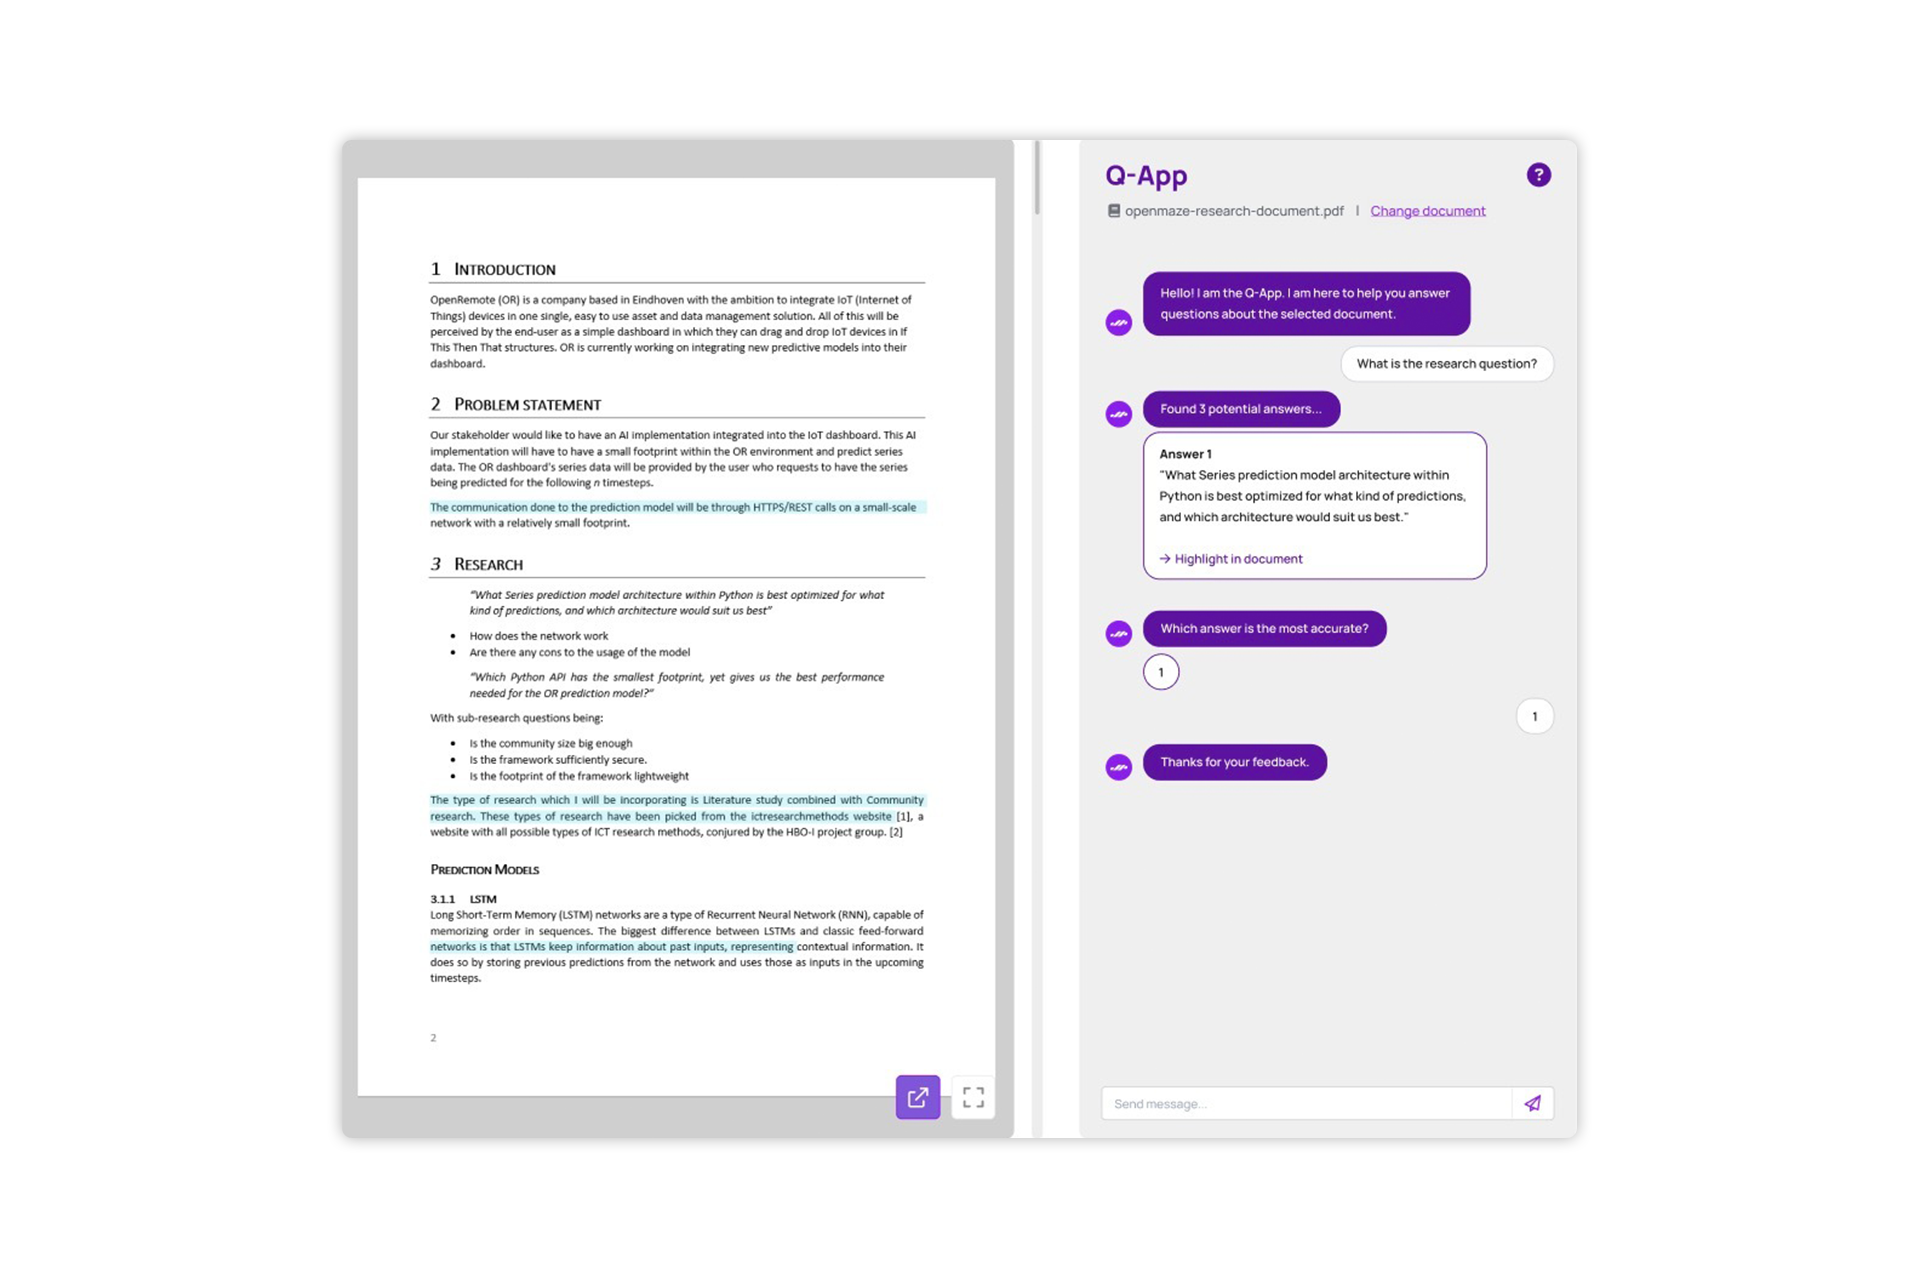 1 INTRODUCTION
OpenRemote (OR) is a company based in Eindhoven with the ambition to integrate IoT (Internet of
Things) devices in one single, easy to use asset and data management solution. All of this will be
perceived by the end-user as a simple dashboard in which they can drag and drop IoT devices in If
This Then That structures. OR is currently working on integrating new predictive models into their
dashboard.
2 PROBLEM STATEMENT
Our stakeholder would like to have an AI implementation integrated into the IoT dashboard. This AI
implementation will have to have a small footprint within the OR environment and predict series
data. The OR dashboard's series data will be provided by the user who requests to have the series
being predicted for the following n timesteps.
The communication done to the prediction model will be through HTTPS/REST calls on a small-scale
network with a relatively small footprint.
3 RESEARCH
"What Series prediction model architecture within Python is best optimized for what
kind of predictions, and which architecture would suit us best"
• How does the network work
• Are there any cons to the usage of the model
"Which Python API has the smallest footprint, yet gives us the best performance
needed for the OR prediction model?"
With sub-research questions being:
• Is the community size big enough
• Is the framework sufficiently secure.
• Is the footprint of the framework lightweight
The type of research which I will be incorporating is Literature study combined with Community
research. These types of research have been picked from the ictresearchmethods website [1], a
website with all possible types of ICT research methods, conjured by the HBO-I project group. [2]
PREDICTION MODELS
3.1.1 LSTM
Long Short-Term Memory (LSTM) networks are a type of Recurrent Neural Network (RNN), capable of
memorizing order in sequences. The biggest difference between LSTMs and classic feed-forward
networks is that LSTMs keep information about past inputs, representing contextual information. It
does so by storing previous predictions from the network and uses those as inputs in the upcoming
timesteps.
2
Q-App
?
openmaze-research-document.pdf | Change document
Hello! I am the Q-App. I am here to help you answer
questions about the selected document.
What is the research question?
Found 3 potential answers...
Answer 1
"What Series prediction model architecture within
Python is best optimized for what kind of predictions,
and which architecture would suit us best."
→ Highlight in document
Which answer is the most accurate?
1
1
Thanks for your feedback.
Send message...